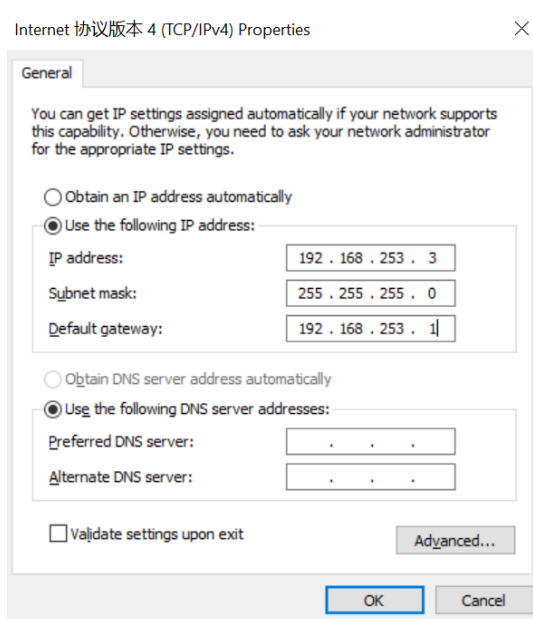 Internet 协议版本 4 (TCP/IPv4) Properties
General
You can get IP settings assigned automatically if your network supports
this capability. Otherwise, you need to ask your network administrator
for the appropriate IP settings.
Obtain an IP address automatically
Use the following IP address:
IP address: 192 . 168 . 253 . 3
Subnet mask: 255 . 255 . 255 . 0
Default gateway: 192 . 168 . 253 . 1
Obtain DNS server address automatically
Use the following DNS server addresses:
Preferred DNS server: . . .
Alternate DNS server: . . .
Validate settings upon exit
Advanced...
OK Cancel